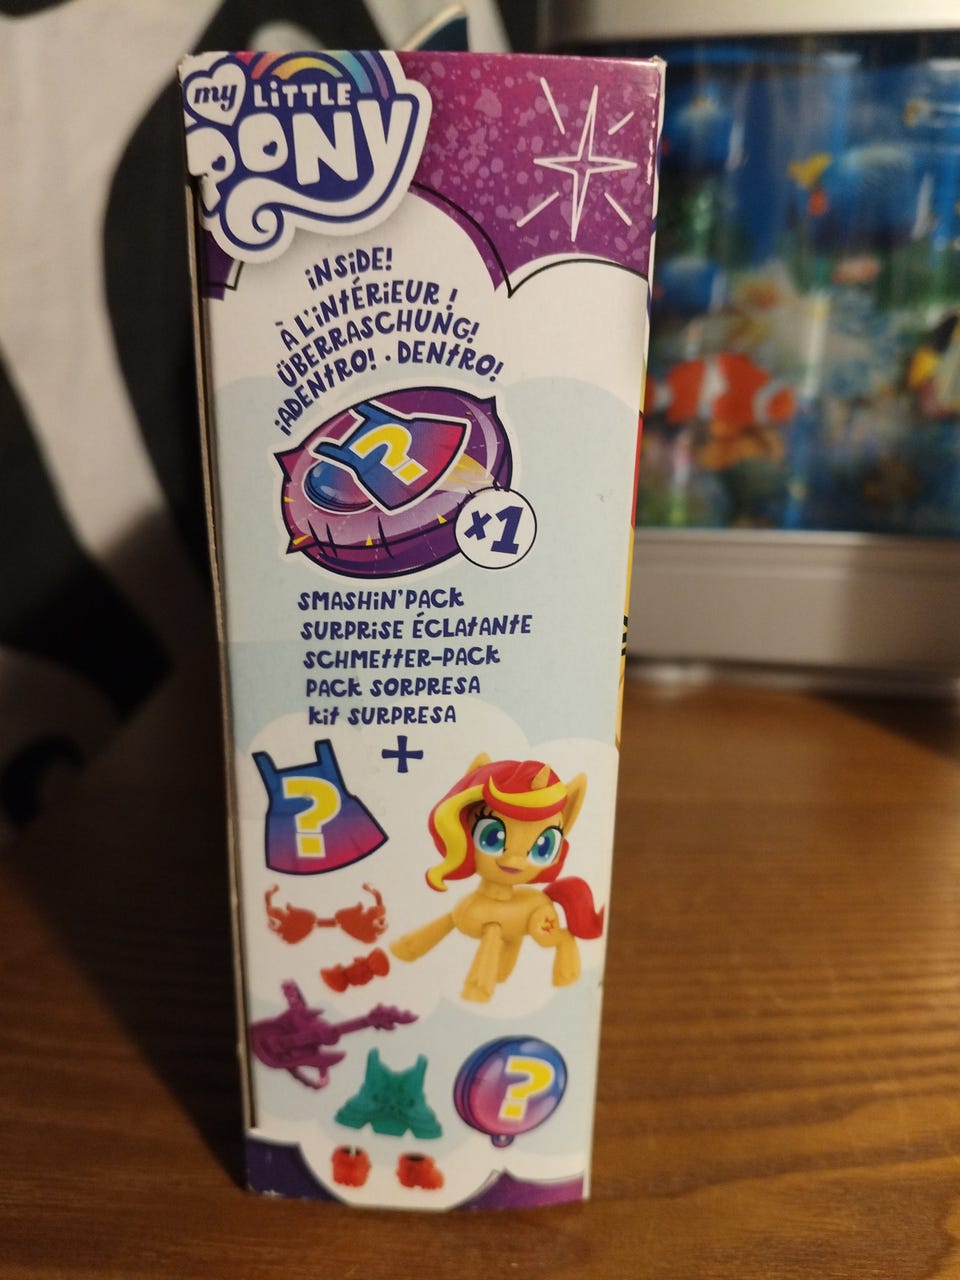 my LiTTLE
PONY
iNSiDE!
À L'iNtÉRiEUR !
ÜBERRASCHUNG!
¡ADENtRO! · DENtRO!
?
x1
SMASHiN'PACk
SURPRiSE ÉCLAtANtE
SCHMEttER-PACk
PACk SORPRESA
kit SURPRESA
+
?
?